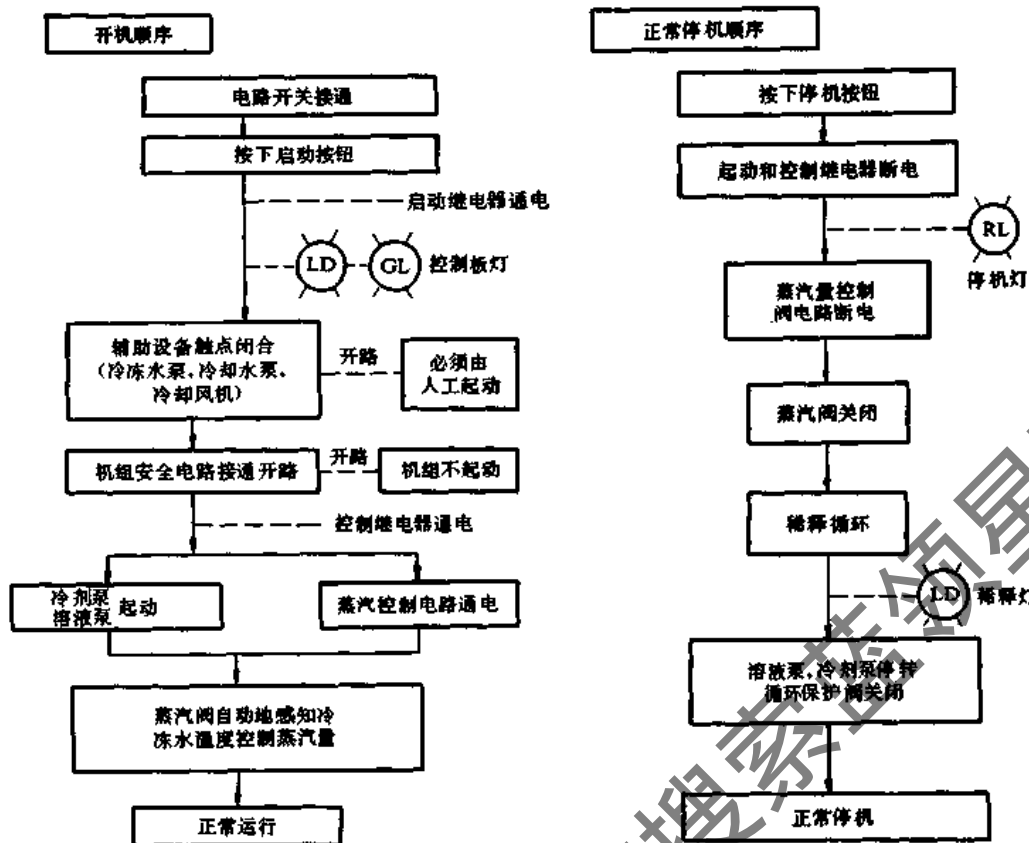 开机顺序
电路开关接通
按下启动按钮
启动继电器通电
LD
GL
控制板灯
辅助设备触点闭合
(冷冻水泵、冷却水泵、
冷却风机)
开路
必须由
人工起动
机组安全电路接通开路
开路
机组不起动
控制继电器通电
冷剂泵
溶液泵
起动
蒸汽控制电路通电
蒸汽阀自动地感知冷
冻水温度控制蒸汽量
正常运行
正常停机顺序
按下停机按钮
起动和控制继电器断电
RL
停机灯
蒸汽量控制
阀电路断电
蒸汽阀关闭
稀释循环
LD
稀释灯
溶液泵、冷剂泵停转
循环保护阀关闭
正常停机
搜索蓝领星